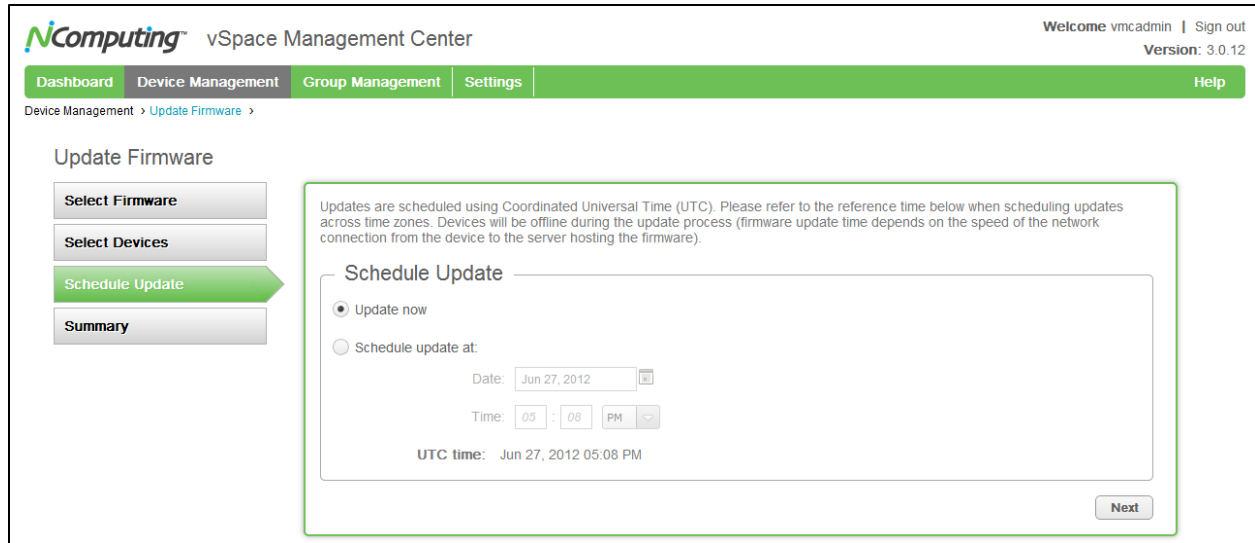 NComputing™ vSpace Management Center
Welcome vmcadmin | Sign out
Version: 3.0.12
Dashboard Device Management Group Management Settings Help
Device Management › Update Firmware ›
Update Firmware
Select Firmware
Select Devices
Schedule Update
Summary
Updates are scheduled using Coordinated Universal Time (UTC). Please refer to the reference time below when scheduling updates
across time zones. Devices will be offline during the update process (firmware update time depends on the speed of the network
connection from the device to the server hosting the firmware).
Schedule Update
Update now
Schedule update at:
Date: Jun 27, 2012
Time: 05 : 08 PM
UTC time: Jun 27, 2012 05:08 PM
Next